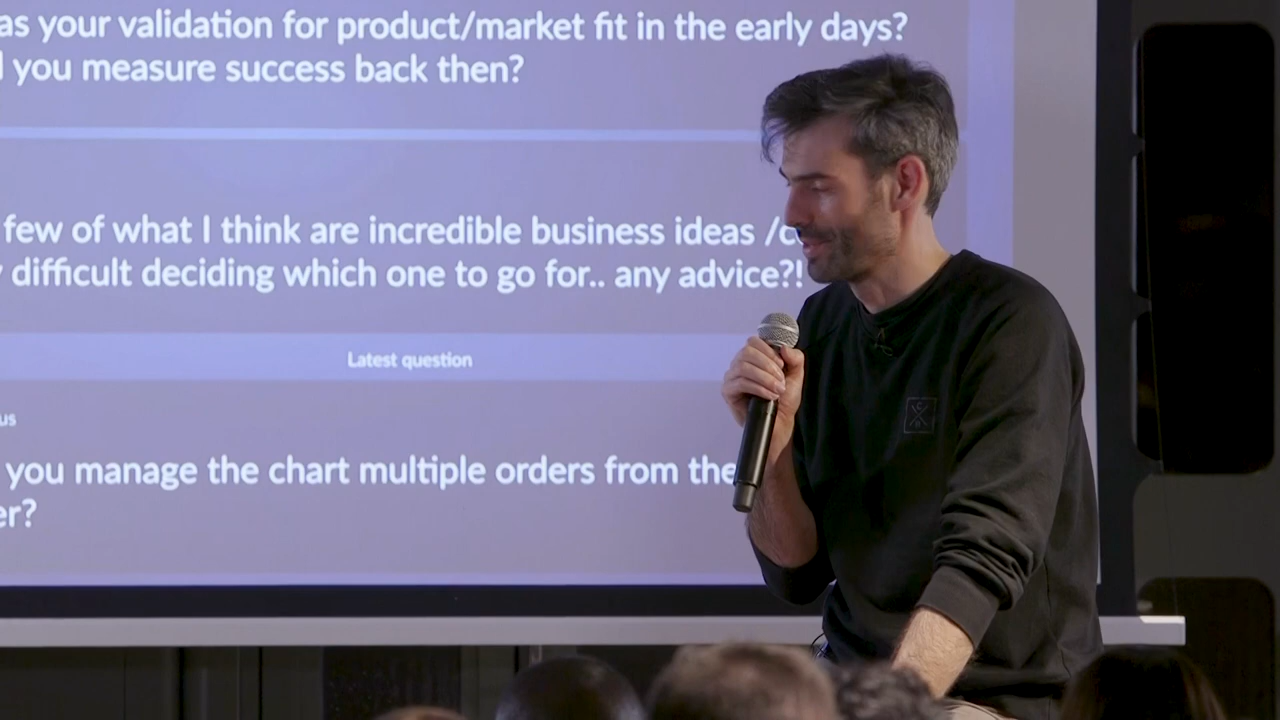 as your validation for product/market fit in the early days?
you measure success back then?
few of what I think are incredible business ideas
difficult deciding which one to go for.. any advice?!
Latest question
us
you manage the chart multiple orders from the
er?